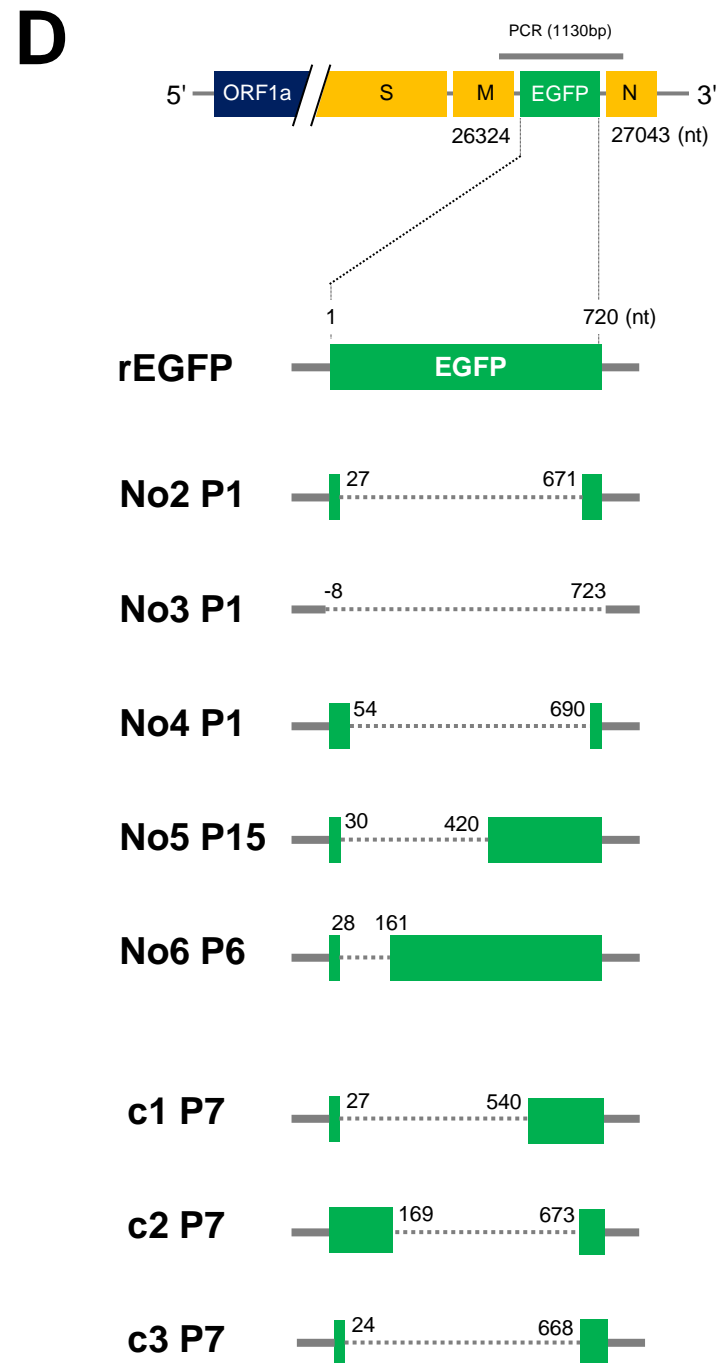 D
PCR (1130bp)
5' ORF1a S M EGFP N 3'
26324 27043 (nt)
1 720 (nt)
rEGFP EGFP
No2 P1 27 671
No3 P1 -8 723
No4 P1 54 690
No5 P15 30 420
No6 P6 28 161
c1 P7 27 540
c2 P7 169 673
c3 P7 24 668